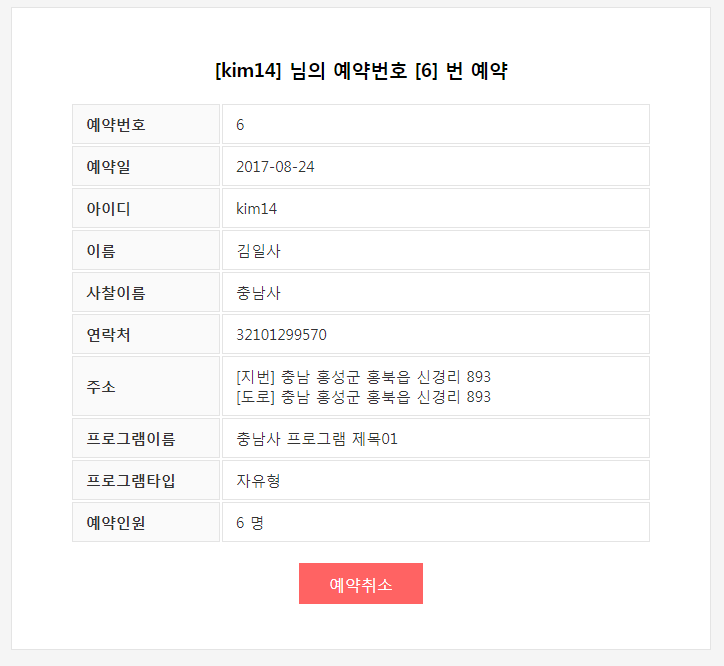 [kim14] 님의 예약번호 [6] 번 예약
예약번호 6
예약일 2017-08-24
아이디 kim14
이름 김일사
사찰이름 충남사
연락처 32101299570
주소 [지번] 충남 홍성군 홍북읍 신경리 893
[도로] 충남 홍성군 홍북읍 신경리 893
프로그램이름 충남사 프로그램 제목01
프로그램타입 자유형
예약인원 6 명
예약취소